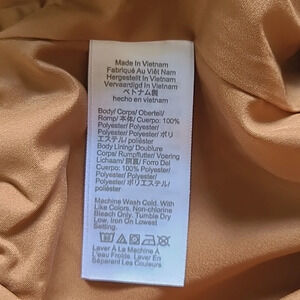 Made In Vietnam
Fabriqué Au Viêt Nam
Hergestellt In Vietnam
Vervaardigd In Vietnam
ベトナム製
hecho en vietnam
Body/ Corps/ Oberteil/
Romp/ 本体/ Cuerpo: 100%
Polyester/ Polyester/
Polyester/ Polyester/ ポリ
エステル/ poliéster
Body Lining/ Doublure
Corps/ Rumpffutter/ Voering
Lichaam/ 胴裏/ Forro Del
Cuerpo: 100% Polyester/
Polyester/ Polyester/
Polyester/ ポリエステル/
poliéster
Machine Wash Cold. With
Like Colors. Non-chlorine
Bleach Only. Tumble Dry
Low. Iron On Lowest
Setting.
Laver À La Machine À
L'eau Froide. Laver En
Séparant Les Couleurs